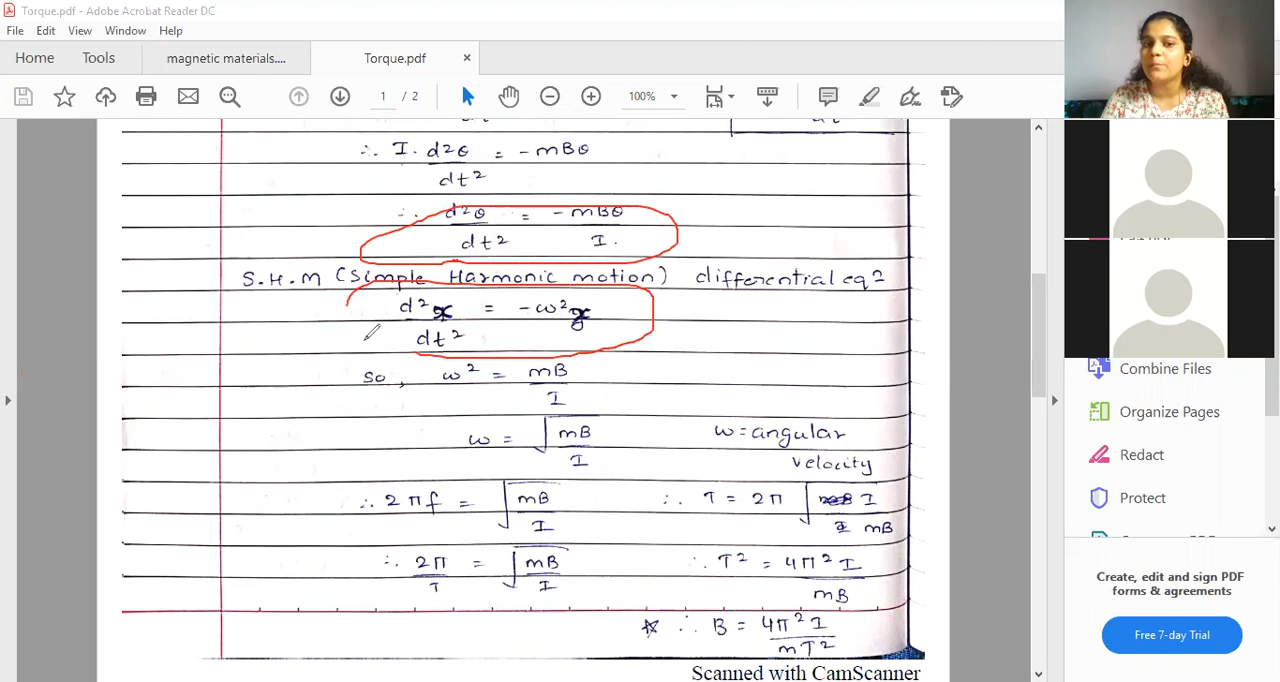 Torque.pdf - Adobe Acrobat Reader DC
File Edit View Window Help
Home Tools magnetic materials.... Torque.pdf ×
1 / 2 100%
∴ I. d2θ = - mBθ
dt2
∴ d2θ = - mBθ
dt2 I.
S.H.M (Simple Harmonic motion) differential eqn
d2x = -ω2x
dt2
so, ω2 = mB
I
ω = √mB ω = angular
I velocity
∴ 2πf = √mB ∴ T = 2π √I
I mB
∴ 2π = √mB ∴ T2 = 4π2I
T I mB
∴ B = 4π2I
mT2
Scanned with CamScanner
Combine Files
Organize Pages
Redact
Protect
Create, edit and sign PDF
forms & agreements
Free 7-day Trial